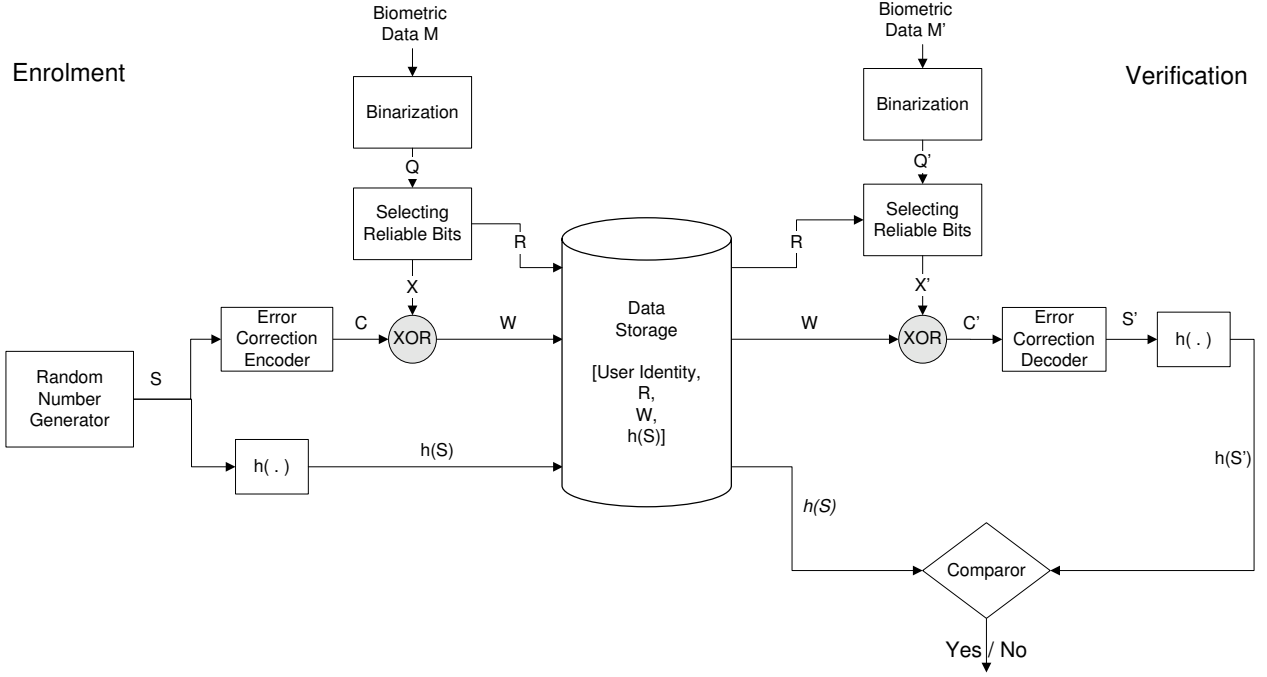 Enrolment
Biometric
Data M
Binarization
Q
Selecting
Reliable Bits
R
X
Random
Number
Generator
S
Error
Correction
Encoder
C
XOR
W
h( . )
h(S)
Data
Storage
[User Identity,
R,
W,
h(S)]
Verification
Biometric
Data M’
Binarization
Q’
Selecting
Reliable Bits
R
X’
W
XOR
C’
Error
Correction
Decoder
S’
h( . )
h(S’)
h(S)
Comparor
Yes / No